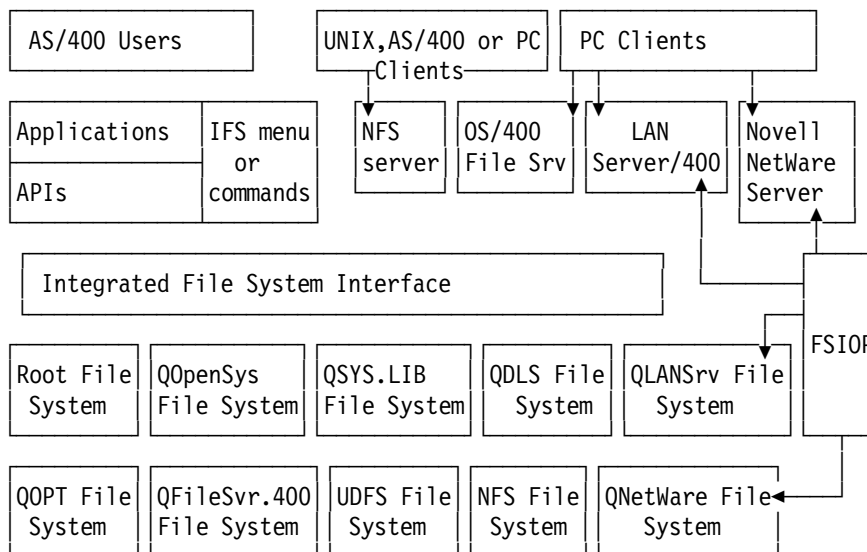 AS/400 Users
UNIX,AS/400 or PC
Clients
PC Clients
Applications
APIs
IFS menu
or
commands
NFS
server
OS/400
File Srv
LAN
Server/400
Novell
NetWare
Server
Integrated File System Interface
FSIOP
Root File
System
QOpenSys
File System
QSYS.LIB
File System
QDLS File
System
QLANSrv File
System
QOPT File
System
QFileSvr.400
File System
UDFS File
System
NFS File
System
QNetWare File
System